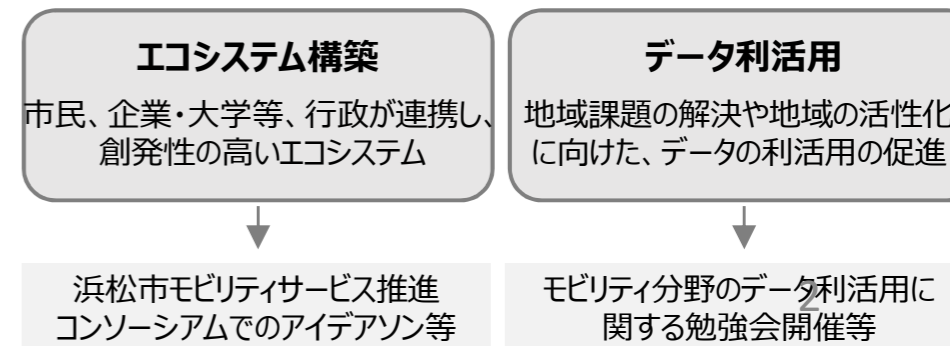 エコシステム構築
市民、企業・大学等、行政が連携し、
創発性の高いエコシステム
データ利活用
地域課題の解決や地域の活性化
に向けた、データの利活用の促進
浜松市モビリティサービス推進
コンソーシアムでのアイデアソン等
モビリティ分野のデータ利活用に
関する勉強会開催等
2